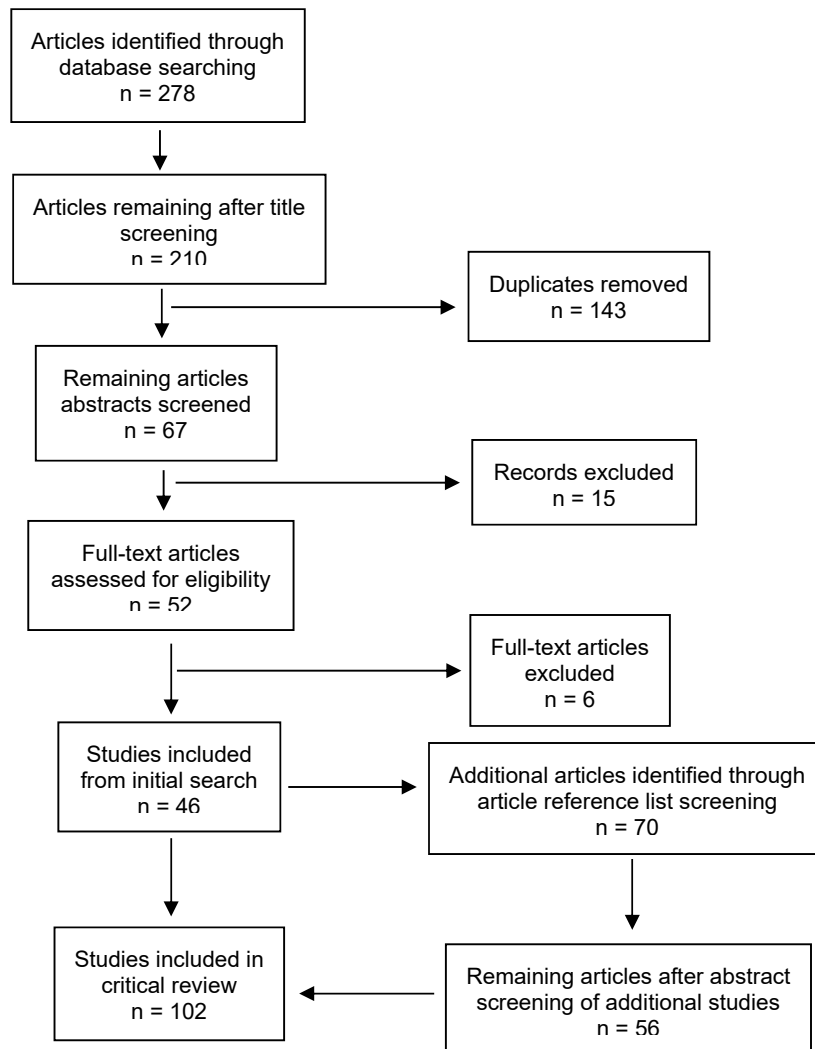 Articles identified through
database searching
n = 278
Articles remaining after title
screening
n = 210
Duplicates removed
n = 143
Remaining articles
abstracts screened
n = 67
Records excluded
n = 15
Full-text articles
assessed for eligibility
n = 52
Full-text articles
excluded
n = 6
Studies included
from initial search
n = 46
Additional articles identified through
article reference list screening
n = 70
Studies included in
critical review
n = 102
Remaining articles after abstract
screening of additional studies
n = 56